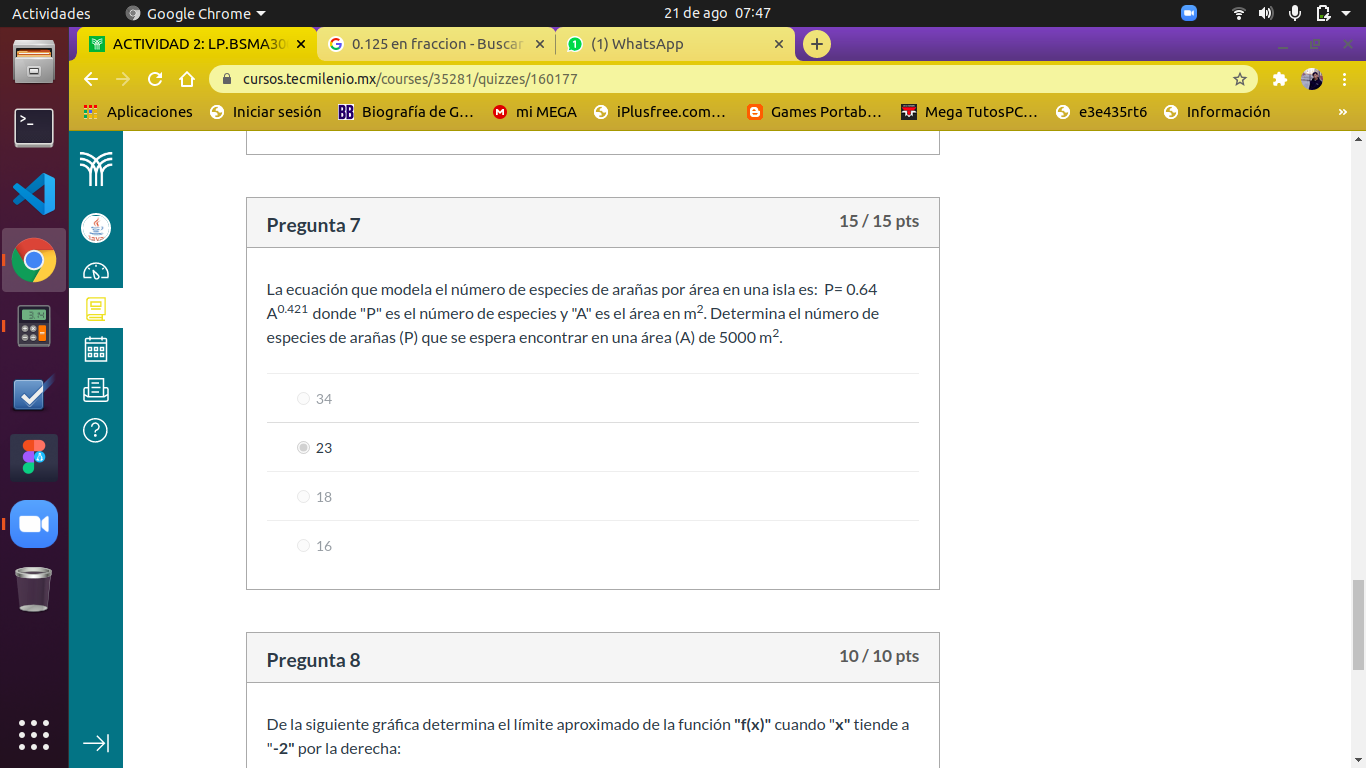 Actividades
Google Chrome
21 de ago 07:47
ACTIVIDAD 2: LP.BSMA30
0.125 en fraccion - Buscar
(1) WhatsApp
cursos.tecmilenio.mx/courses/35281/quizzes/160177
Aplicaciones
Iniciar sesión
Biografía de G...
mi MEGA
iPlusfree.com...
Games Portab...
Mega TutosPC...
e3e435rt6
Información
»
Pregunta 7
15 / 15 pts
La ecuación que modela el número de especies de arañas por área en una isla es: P= 0.64
A^0.421 donde "P" es el número de especies y "A" es el área en m². Determina el número de
especies de arañas (P) que se espera encontrar en una área (A) de 5000 m².
34
23
18
16
Pregunta 8
10 / 10 pts
De la siguiente gráfica determina el límite aproximado de la función "f(x)" cuando "x" tiende a
"-2" por la derecha: